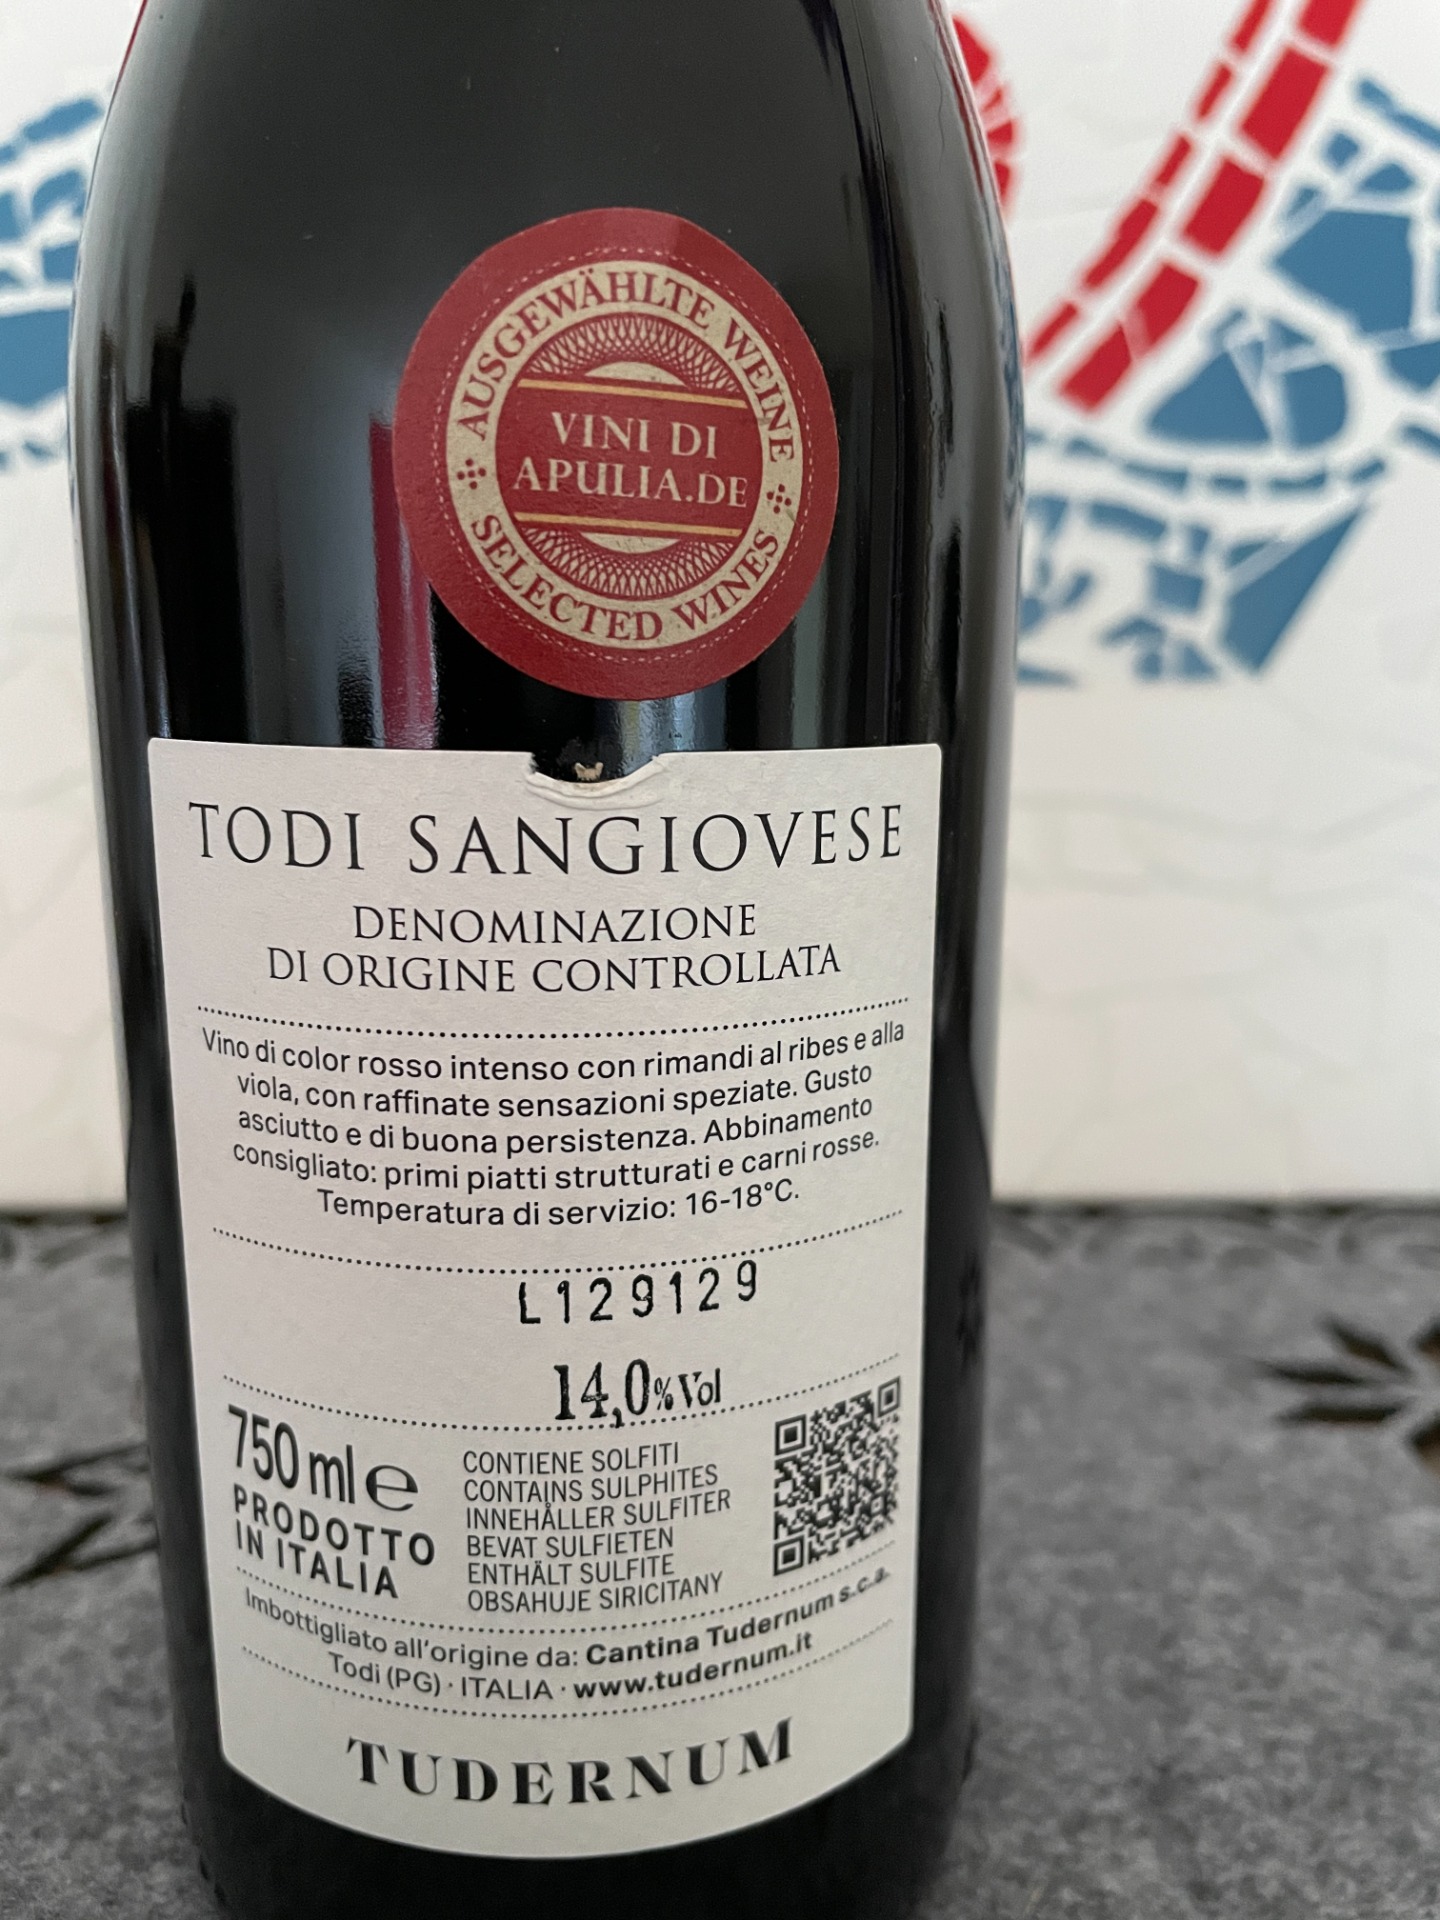 AUSGEWÄHLTE WEINE
VINI DI
APULIA.DE
SELECTED WINES
TODI SANGIOVESE
DENOMINAZIONE
DI ORIGINE CONTROLLATA
Vino di color rosso intenso con rimandi al ribes e alla
viola, con raffinate sensazioni speziate. Gusto
asciutto e di buona persistenza. Abbinamento
consigliato: primi piatti strutturati e carni rosse.
Temperatura di servizio: 16-18°C.
L129129
14,0% Vol
750 ml ℮
PRODOTTO
IN ITALIA
CONTIENE SOLFITI
CONTAINS SULPHITES
INNEHÅLLER SULFITER
BEVAT SULFIETEN
ENTHÄLT SULFITE
OBSAHUJE SIRICITANY
Imbottigliato all'origine da: Cantina Tudernum s.c.a.
Todi (PG) · ITALIA · www.tudernum.it
TUDERNUM